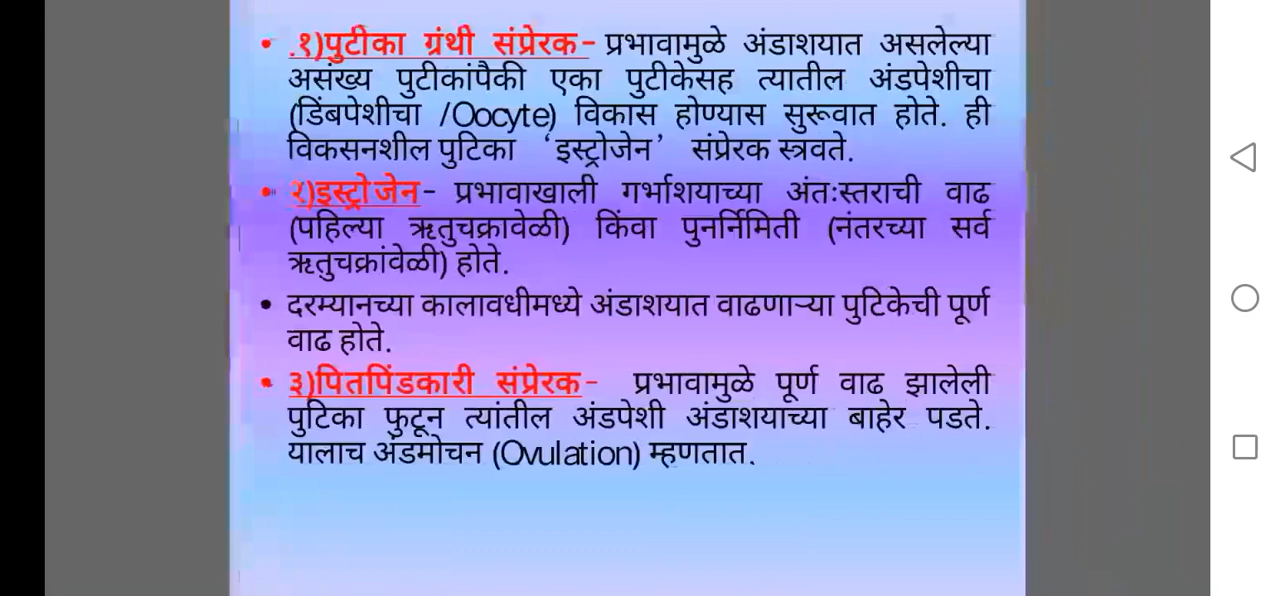 .१)पुटीका ग्रंथी संप्रेरक- प्रभावामुळे अंडाशयात असलेल्या
असंख्य पुटीकांपैकी एका पुटीकेसह त्यातील अंडपेशीचा
(डिंबपेशीचा /Oocyte) विकास होण्यास सुरूवात होते. ही
विकसनशील पुटिका ‘इस्ट्रोजेन’ संप्रेरक स्त्रवते.
२)इस्ट्रोजेन- प्रभावाखाली गर्भाशयाच्या अंतःस्तराची वाढ
(पहिल्या ऋतुचक्रावेळी) किंवा पुनर्निमिती (नंतरच्या सर्व
ऋतुचक्रांवेळी) होते.
दरम्यानच्या कालावधीमध्ये अंडाशयात वाढणाऱ्या पुटिकेची पूर्ण
वाढ होते.
३)पितपिंडकारी संप्रेरक- प्रभावामुळे पूर्ण वाढ झालेली
पुटिका फुटून त्यांतील अंडपेशी अंडाशयाच्या बाहेर पडते.
यालाच अंडमोचन (Ovulation) म्हणतात.